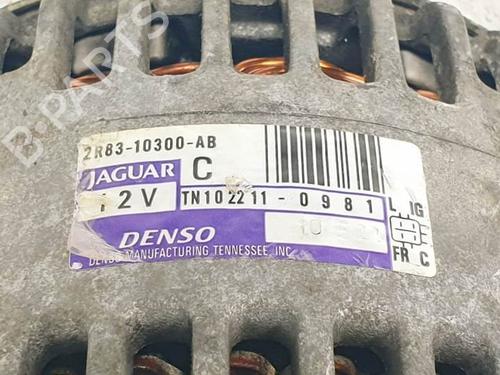 B-PARTS
2R83-10300-AB
JAGUAR C
12V TN102211-0981 L IG
DENSO
FR C
DENSO MANUFACTURING TENNESSEE, INC